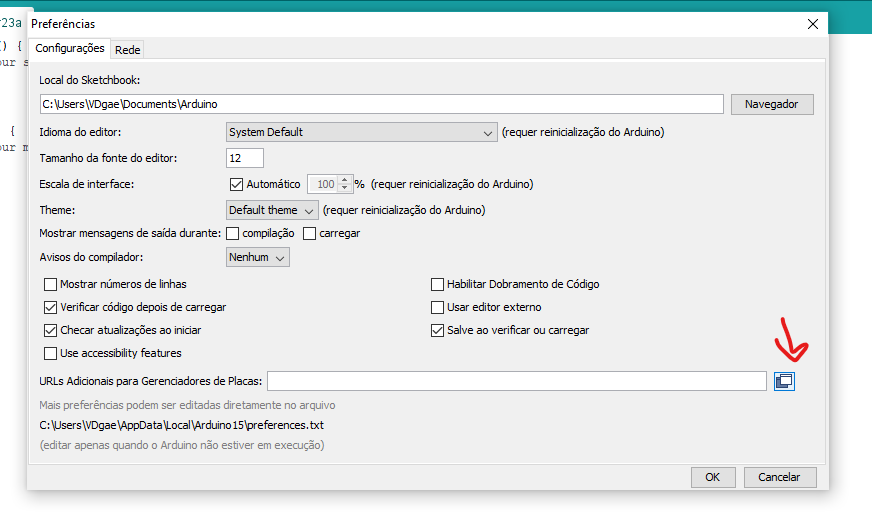 r23a
Preferências
() {
Configurações
Rede
our s
Local do Sketchbook:
C:\Users\VDgae\Documents\Arduino
Navegador
{
Idioma do editor:
System Default
(requer reinicialização do Arduino)
our m
Tamanho da fonte do editor:
12
Escala de interface:
Automático
100
%
(requer reinicialização do Arduino)
Theme:
Default theme
(requer reinicialização do Arduino)
Mostrar mensagens de saída durante:
compilação
carregar
Avisos do compilador:
Nenhum
Mostrar números de linhas
Habilitar Dobramento de Código
Verificar código depois de carregar
Usar editor externo
Checar atualizações ao iniciar
Salve ao verificar ou carregar
Use accessibility features
URLs Adicionais para Gerenciadores de Placas:
Mais preferências podem ser editadas diretamente no arquivo
C:\Users\VDgae\AppData\Local\Arduino15\preferences.txt
(editar apenas quando o Arduino não estiver em execução)
OK
Cancelar